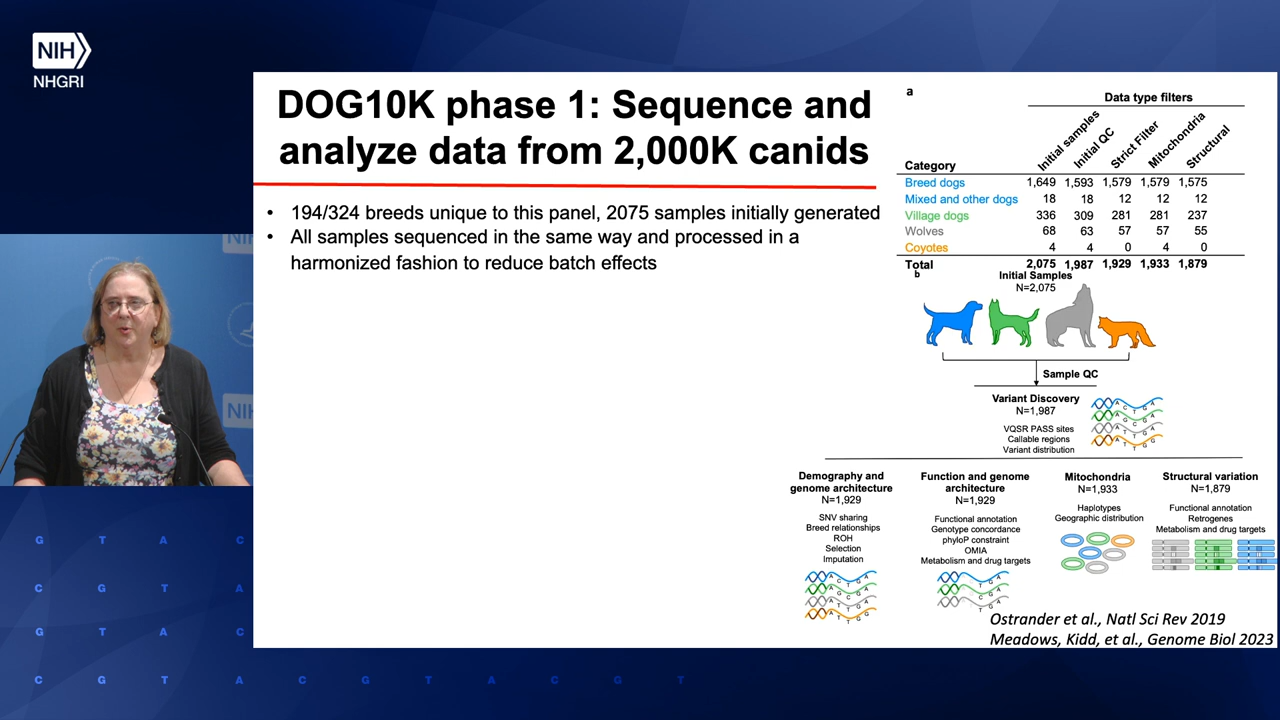 NIH
NHGRI
DOG10K phase 1: Sequence and
analyze data from 2,000K canids
• 194/324 breeds unique to this panel, 2075 samples initially generated
• All samples sequenced in the same way and processed in a
harmonized fashion to reduce batch effects
a
Data type filters
Category Initial samples Initial QC Strict Filter Mitochondria Structural
Breed dogs 1,649 1,593 1,579 1,579 1,575
Mixed and other dogs 18 18 12 12 12
Village dogs 336 309 281 281 237
Wolves 68 63 57 57 55
Coyotes 4 4 0 4 0
Total 2,075 1,987 1,929 1,933 1,879
b
Initial Samples
N=2,075
Sample QC
Variant Discovery
N=1,987
VQSR PASS sites
Callable regions
Variant distribution
Demography and
genome architecture
N=1,929
SNV sharing
Breed relationships
ROH
Selection
Imputation
Function and genome
architecture
N=1,929
Functional annotation
Genotype concordance
phyloP constraint
OMIA
Metabolism and drug targets
Mitochondria
N=1,933
Haplotypes
Geographic distribution
Structural variation
N=1,879
Functional annotation
Retrogenes
Metabolism and drug targets
Ostrander et al., Natl Sci Rev 2019
Meadows, Kidd, et al., Genome Biol 2023
NIH
G T A C
C G T A
G T A C
C G T A C G T A C G T